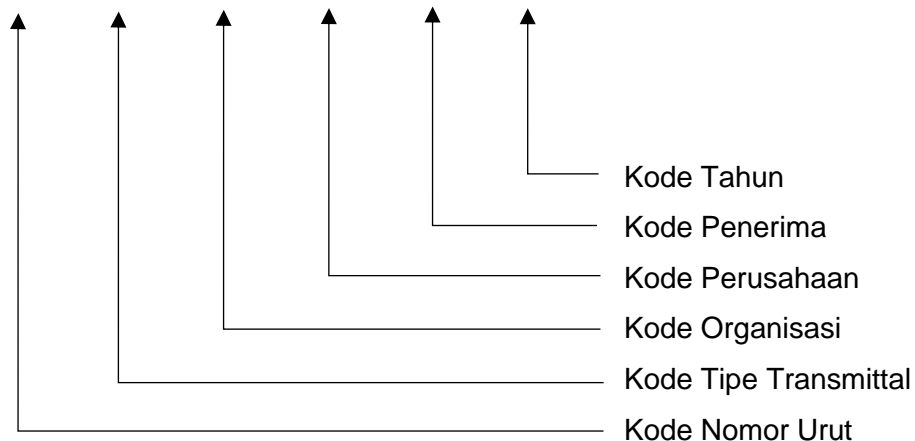 Kode Tahun
Kode Penerima
Kode Perusahaan
Kode Organisasi
Kode Tipe Transmittal
Kode Nomor Urut